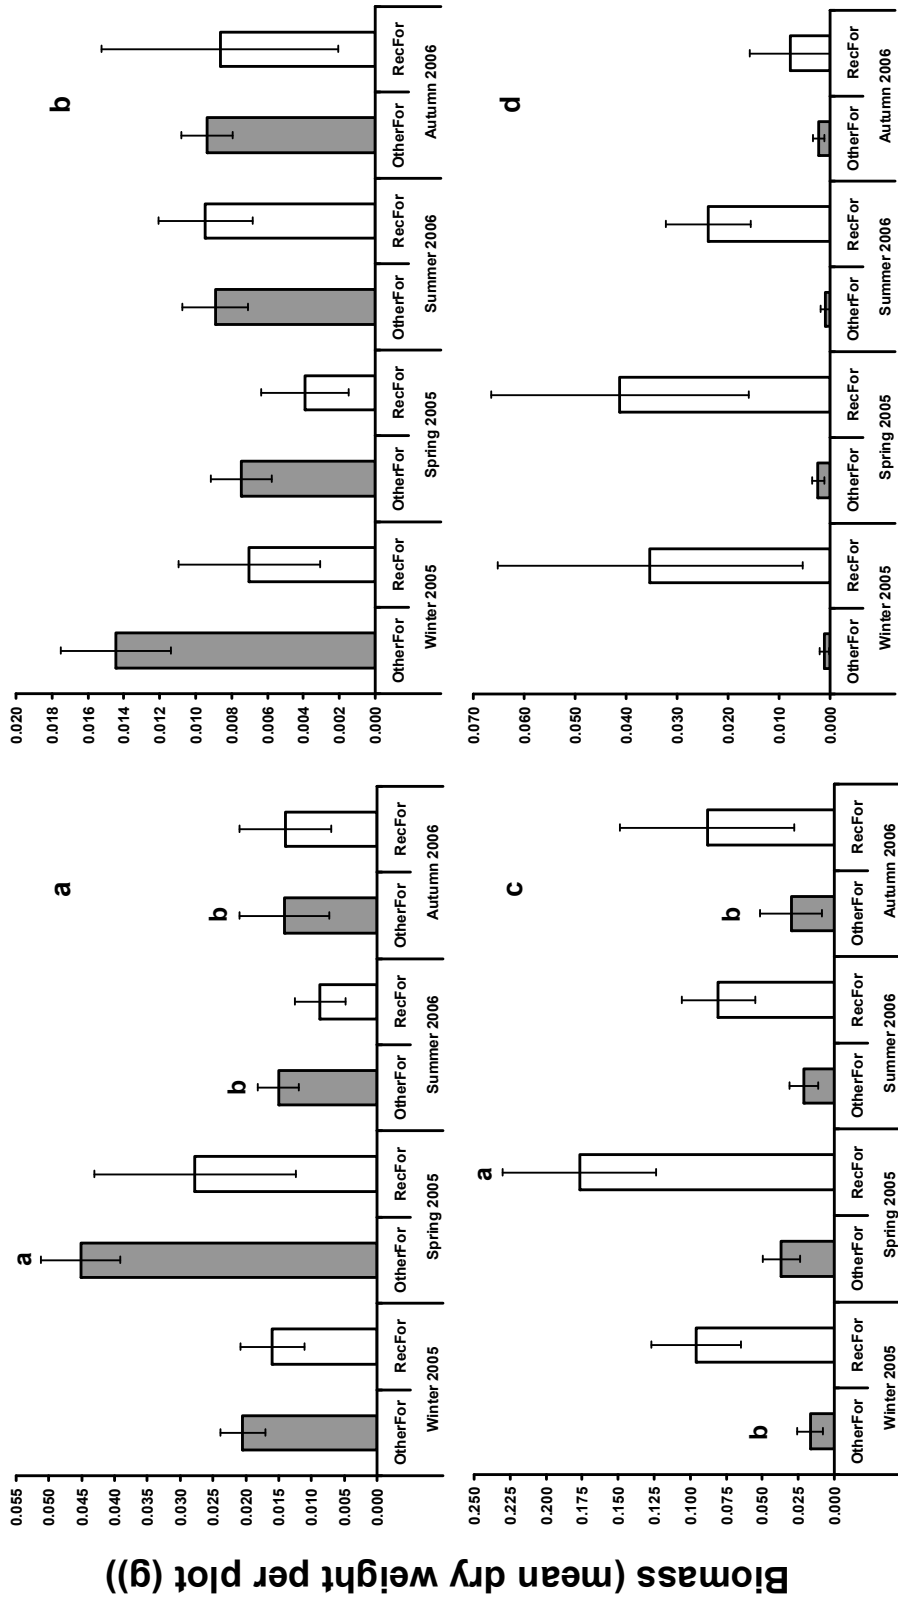 Biomass (mean dry weight per plot (g))
a
0.055
0.050
0.045
0.040
0.035
0.030
0.025
0.020
0.015
0.010
0.005
0.000
a
b
b
OtherFor RecFor OtherFor RecFor OtherFor RecFor OtherFor RecFor
Winter 2005 Spring 2005 Summer 2006 Autumn 2006
b
0.020
0.018
0.016
0.014
0.012
0.010
0.008
0.006
0.004
0.002
0.000
OtherFor RecFor OtherFor RecFor OtherFor RecFor OtherFor RecFor
Winter 2005 Spring 2005 Summer 2006 Autumn 2006
c
0.250
0.225
0.200
0.175
0.150
0.125
0.100
0.075
0.050
0.025
0.000
b
a
b
OtherFor RecFor OtherFor RecFor OtherFor RecFor OtherFor RecFor
Winter 2005 Spring 2005 Summer 2006 Autumn 2006
d
0.070
0.060
0.050
0.040
0.030
0.020
0.010
0.000
OtherFor RecFor OtherFor RecFor OtherFor RecFor OtherFor RecFor
Winter 2005 Spring 2005 Summer 2006 Autumn 2006